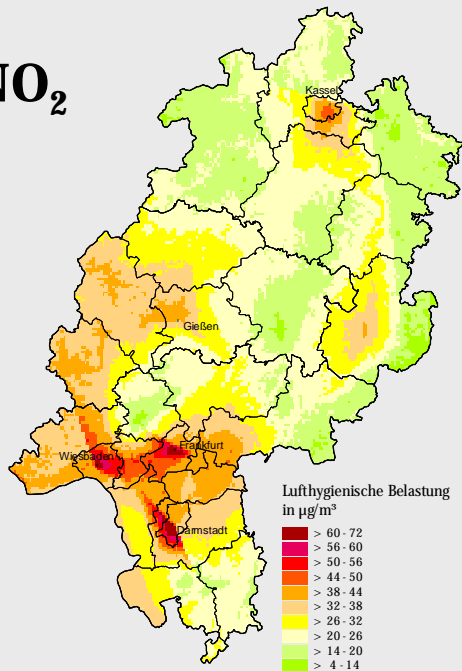 NO₂
Kassel
Gießen
Frankfurt
Wiesbaden
Darmstadt
Lufthygienische Belastung
in µg/m³
> 60 - 72
> 56 - 60
> 50 - 56
> 44 - 50
> 38 - 44
> 32 - 38
> 26 - 32
> 20 - 26
> 14 - 20
> 4 - 14